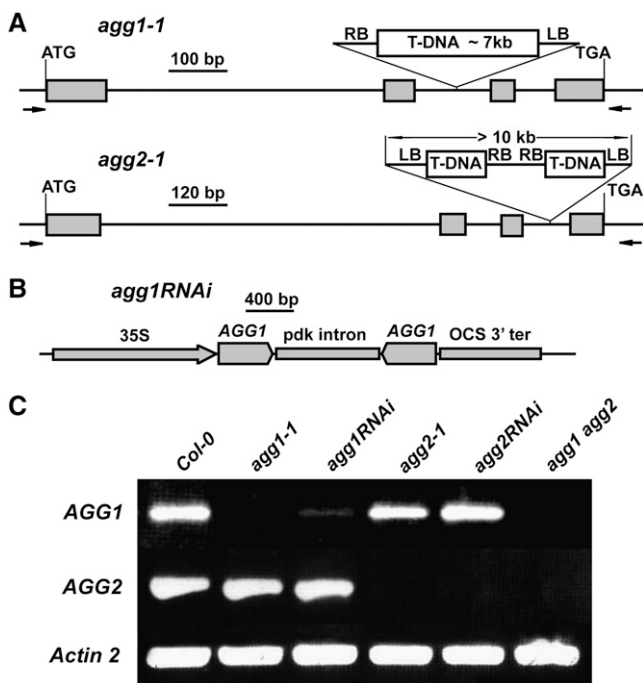 A
agg1-1
RB T-DNA ~ 7kb LB
ATG
100 bp
TGA
agg2-1
> 10 kb
LB T-DNA RB RB T-DNA LB
ATG
120 bp
TGA
B
agg1RNAi
400 bp
35S AGG1 pdk intron AGG1 OCS 3' ter
C
Col-0 agg1-1 agg1RNAi agg2-1 agg2RNAi agg1 agg2
AGG1
AGG2
Actin 2